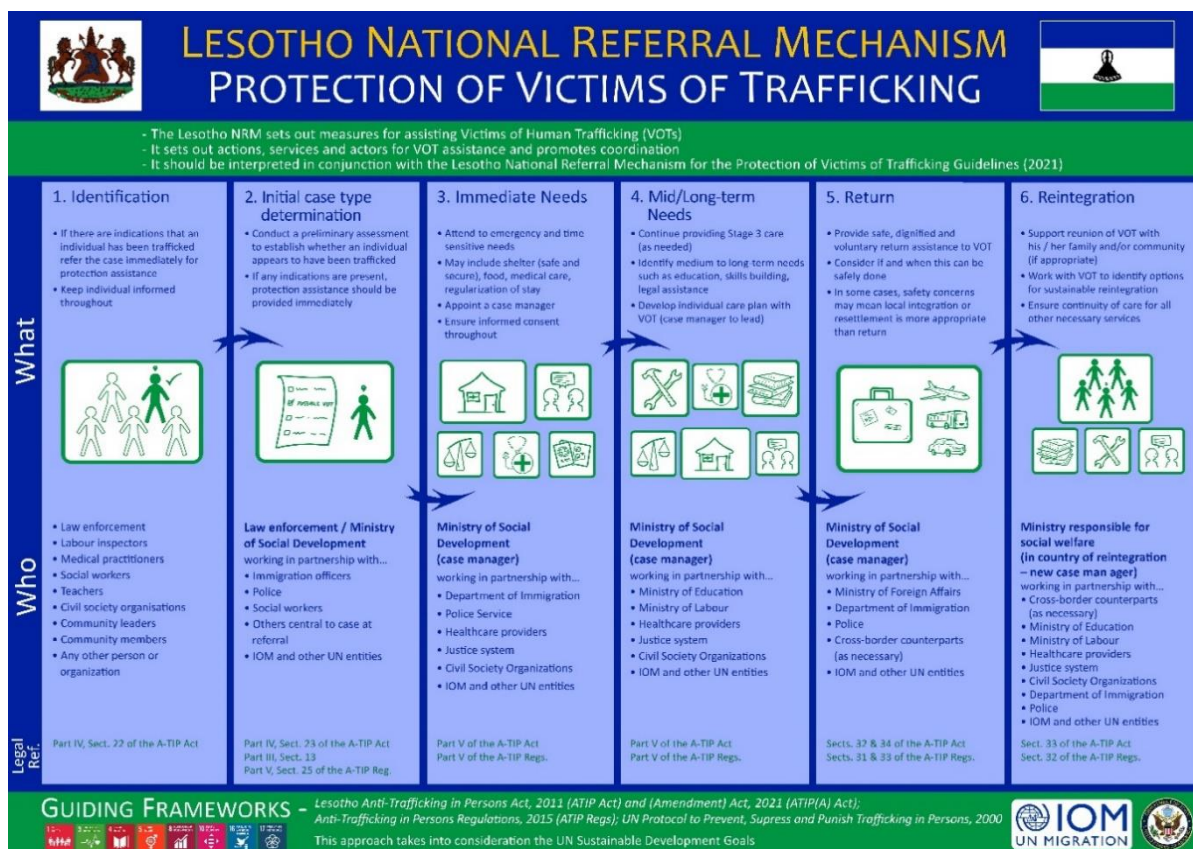 LESOTHO NATIONAL REFERRAL MECHANISM
PROTECTION OF VICTIMS OF TRAFFICKING
- The Lesotho NRM sets out measures for assisting Victims of Human Trafficking (VOTs)
- It sets out actions, services and actors for VOT assistance and promotes coordination
- It should be interpreted in conjunction with the Lesotho National Referral Mechanism for the Protection of Victims of Trafficking Guidelines (2021)
What
1. Identification
• If there are indications that an
individual has been trafficked
refer the case immediately for
protection assistance
• Keep individual informed
throughout
2. Initial case type
determination
• Conduct a preliminary assessment
to establish whether an individual
appears to have been trafficked
• If any indications are present,
protection assistance should be
provided immediately
3. Immediate Needs
• Attend to emergency and time
sensitive needs
• May include shelter (safe and
secure), food, medical care,
regularization of stay
• Appoint a case manager
• Ensure informed consent
throughout
4. Mid/Long-term
Needs
• Continue providing Stage 3 care
(as needed)
• Identify medium to long-term needs
such as education, skills building,
legal assistance
• Develop individual care plan with
VOT (case manager to lead)
5. Return
• Provide safe, dignified and
voluntary return assistance to VOT
• Consider if and when this can be
safely done
• In some cases, safety concerns
may mean local integration or
resettlement is more appropriate
than return
6. Reintegration
• Support reunion of VOT with
his / her family and/or community
(if appropriate)
• Work with VOT to identify options
for sustainable reintegration
• Ensure continuity of care for all
other necessary services
Who
• Law enforcement
• Labour inspectors
• Medical practitioners
• Social workers
• Teachers
• Civil society organisations
• Community leaders
• Community members
• Any other person or
organization
Law enforcement / Ministry
of Social Development
working in partnership with...
• Immigration officers
• Police
• Social workers
• Others central to case at
referral
• IOM and other UN entities
Ministry of Social
Development
(case manager)
working in partnership with...
• Department of Immigration
• Police Service
• Healthcare providers
• Justice system
• Civil Society Organizations
• IOM and other UN entities
Ministry of Social
Development
(case manager)
working in partnership with...
• Ministry of Education
• Ministry of Labour
• Healthcare providers
• Justice system
• Civil Society Organizations
• IOM and other UN entities
Ministry of Social
Development
(case manager)
working in partnership with...
• Ministry of Foreign Affairs
• Department of Immigration
• Police
• Cross-border counterparts
(as necessary)
• IOM and other UN entities
Ministry responsible for
social welfare
(in country of reintegration
– new case man ager)
working in partnership with...
• Cross-border counterparts
(as necessary)
• Ministry of Education
• Ministry of Labour
• Healthcare providers
• Justice system
• Civil Society Organizations
• Department of Immigration
• Police
• IOM and other UN entities
Legal
Ref.
Part IV, Sect. 22 of the A-TIP Act
Part IV, Sect. 23 of the A-TIP Act
Part III, Sect. 13
Part V, Sect. 25 of the A-TIP Reg.
Part V of the A-TIP Act
Part V of the A-TIP Regs.
Part V of the A-TIP Act
Part V of the A-TIP Regs.
Sects. 32 & 34 of the A-TIP Act
Sects. 31 & 33 of the A-TIP Regs.
Sect. 33 of the A-TIP Act
Sect. 32 of the A-TIP Regs.
GUIDING FRAMEWORKS –
Lesotho Anti-Trafficking in Persons Act, 2011 (ATIP Act) and (Amendment) Act, 2021 (ATIP(A) Act);
Anti-Trafficking in Persons Regulations, 2015 (ATIP Regs); UN Protocol to Prevent, Supress and Punish Trafficking in Persons, 2000
This approach takes into consideration the UN Sustainable Development Goals
IOM
UN MIGRATION